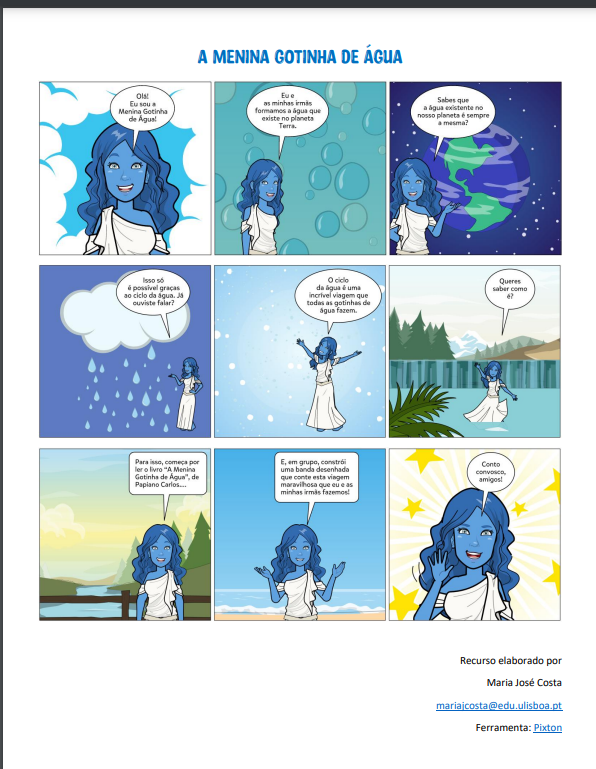 A MENINA GOTINHA DE ÁGUA
Olá!
Eu sou a
Menina Gotinha
de Água!
Eu e
as minhas irmãs
formamos a água que
existe no planeta
Terra.
Sabes que
a água existente no
nosso planeta é sempre
a mesma?
Isso só
é possível graças
ao ciclo da água. Já
ouviste falar?
O ciclo
da água é uma
incrível viagem que
todas as gotinhas de
água fazem.
Queres
saber como
é?
Para isso, começa por
ler o livro "A Menina
Gotinha de Água", de
Papiano Carlos...
E, em grupo, constrói
uma banda desenhada
que conte esta viagem
maravilhosa que eu e as
minhas irmãs fazemos!
Conto
convosco,
amigos!
Recurso elaborado por
Maria José Costa
mariajcosta@edu.ulisboa.pt
Ferramenta: Pixton